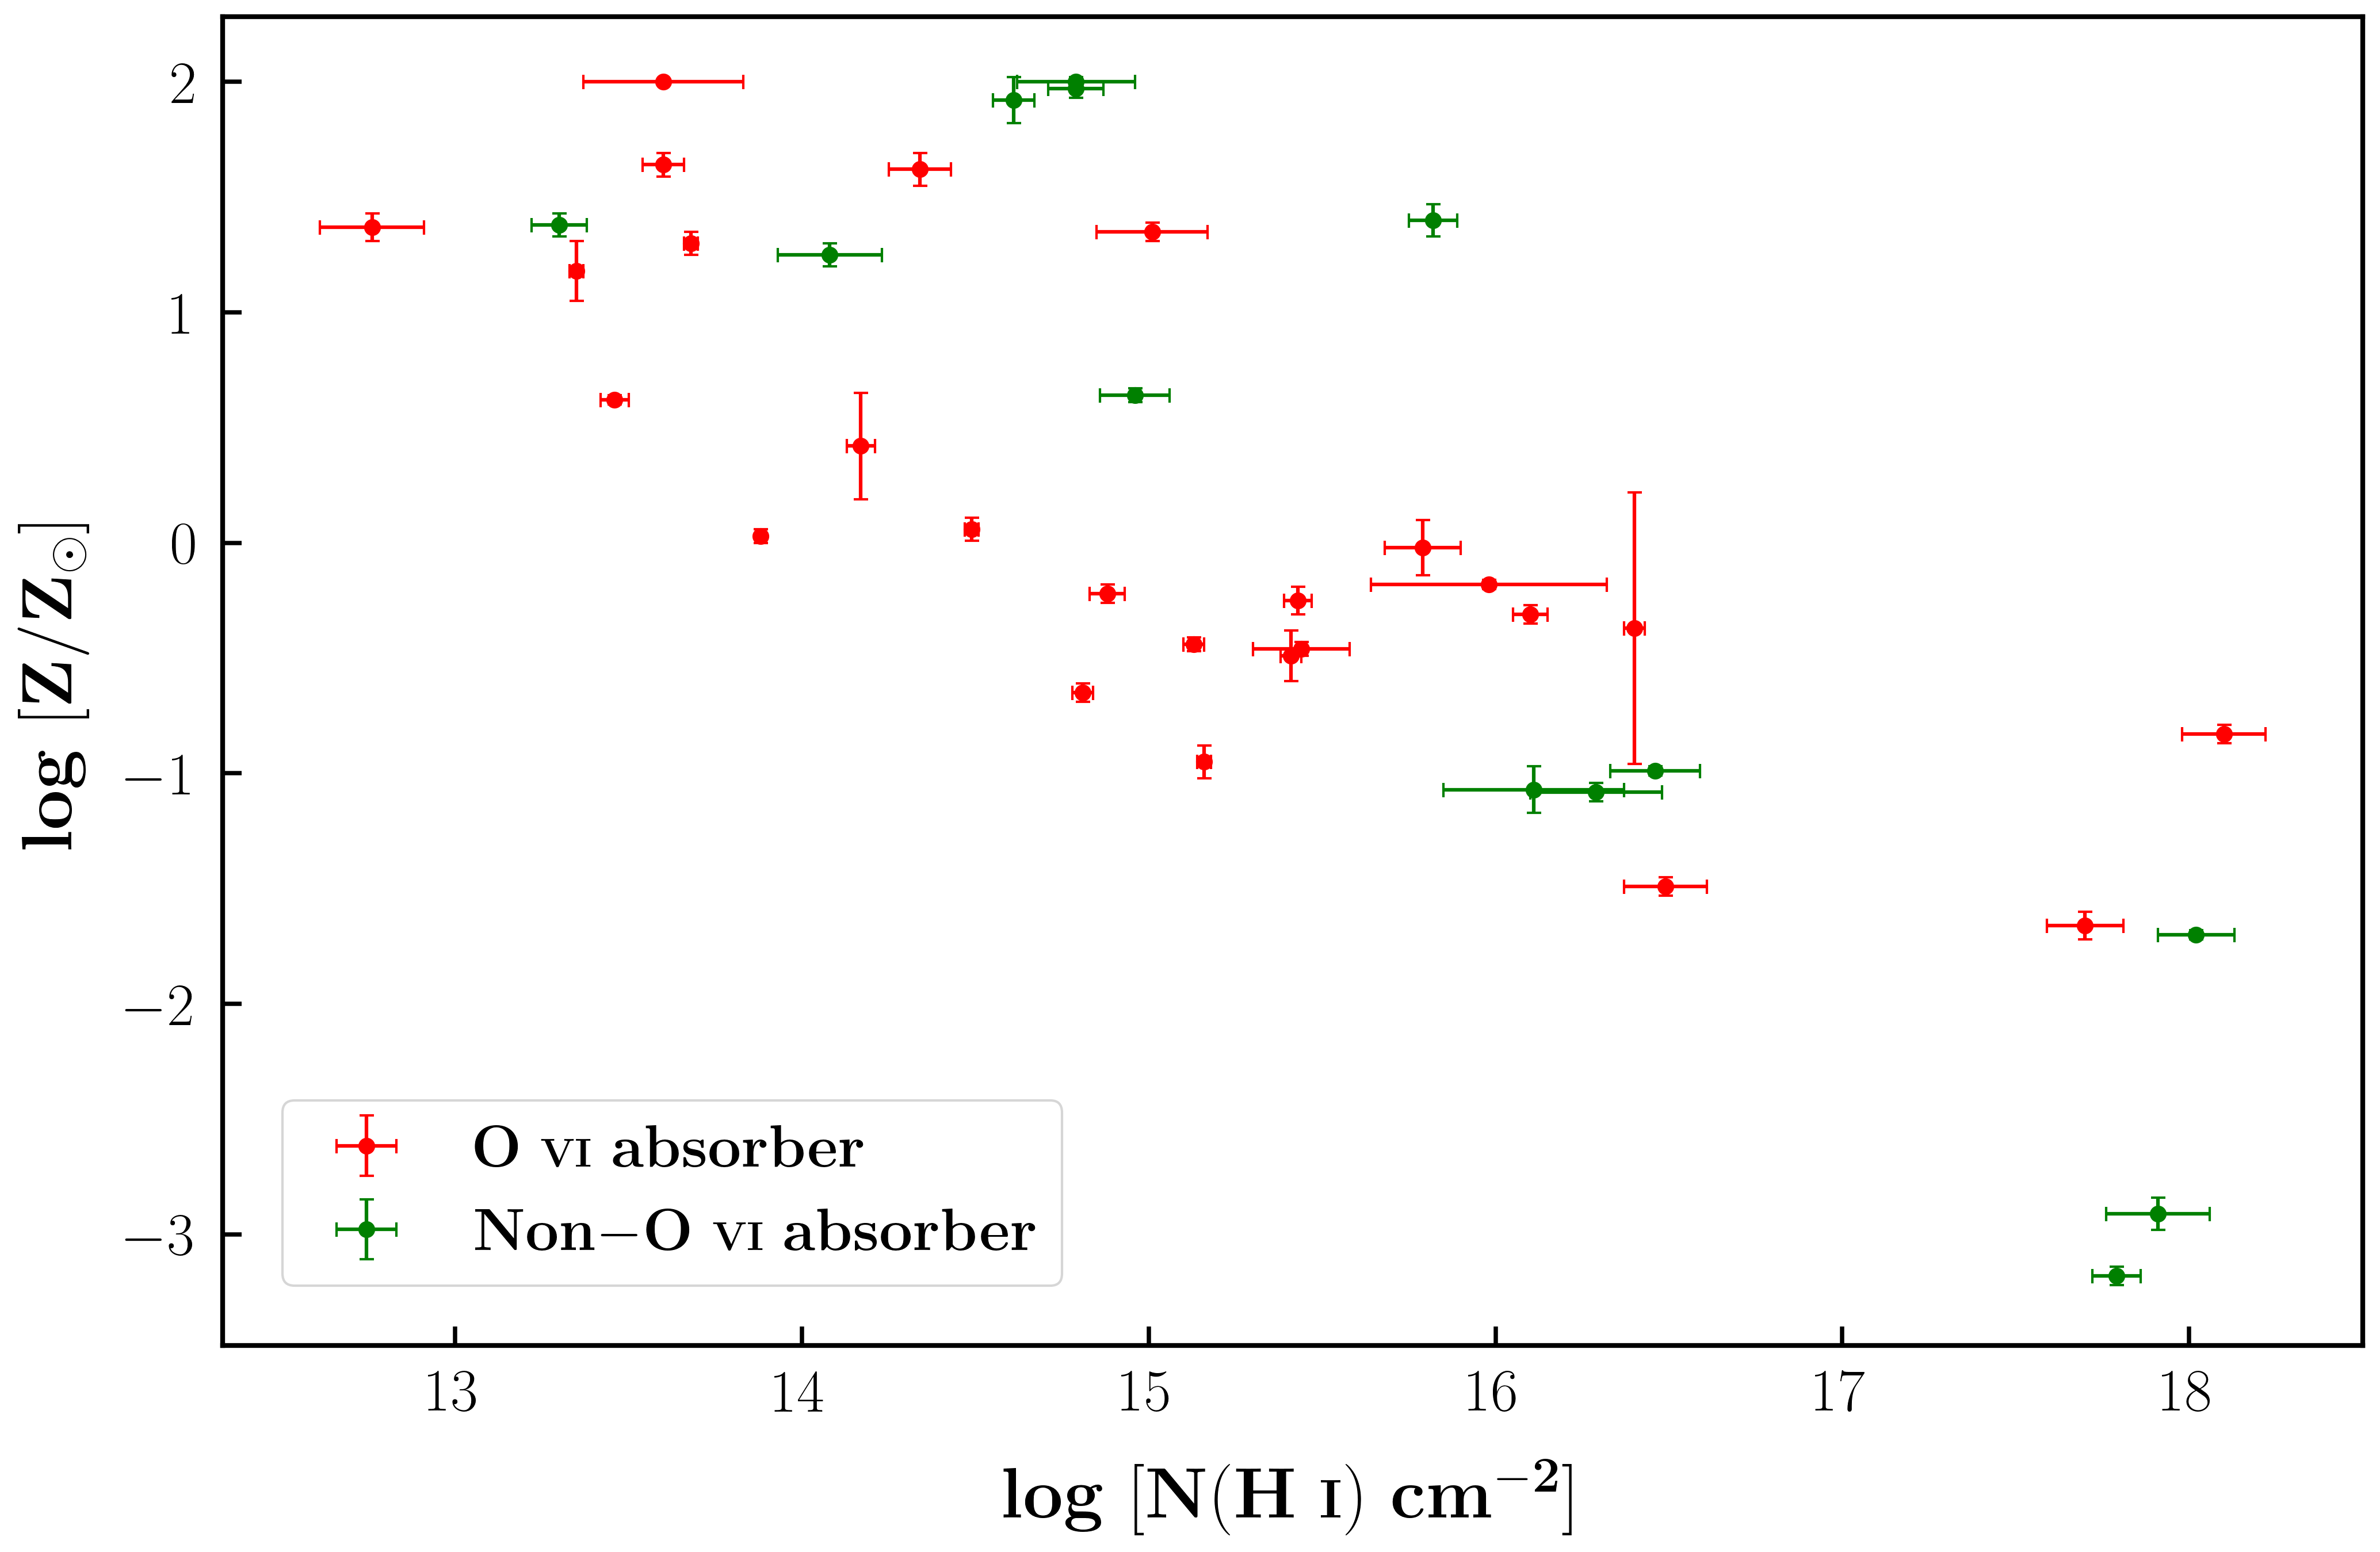 2
1
0
−1
−2
−3
log [Z/Z⊙]
O VI absorber
Non−O VI absorber
13 14 15 16 17 18
log [N(H I) cm⁻²]